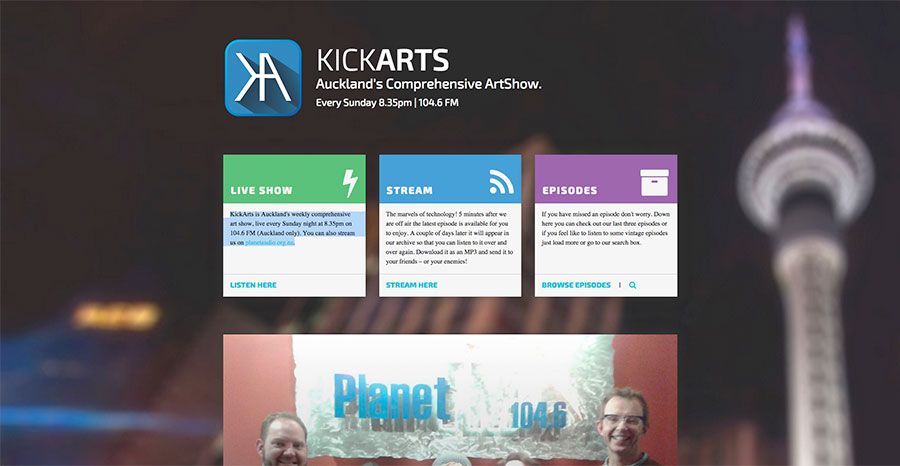 KA
KICKARTS
Auckland's Comprehensive ArtShow.
Every Sunday 8.35pm | 104.6 FM
LIVE SHOW
KickArts is Auckland's weekly comprehensive
art show, live every Sunday night at 8.35pm on
104.6 FM (Auckland only). You can also stream
us on planetaudio.org.nz.
LISTEN HERE
STREAM
The marvels of technology! 5 minutes after we
are off air the latest episode is available for you
to enjoy. A couple of days later it will appear in
our archive so that you can listen to it over and
over again. Download it as an MP3 and send it to
your friends – or your enemies!
STREAM HERE
EPISODES
If you have missed an episode don't worry. Down
here you can check out our last three episodes or
if you feel like to listen to some vintage episodes
just load more or go to our search box.
BROWSE EPISODES |
Planet
104.6